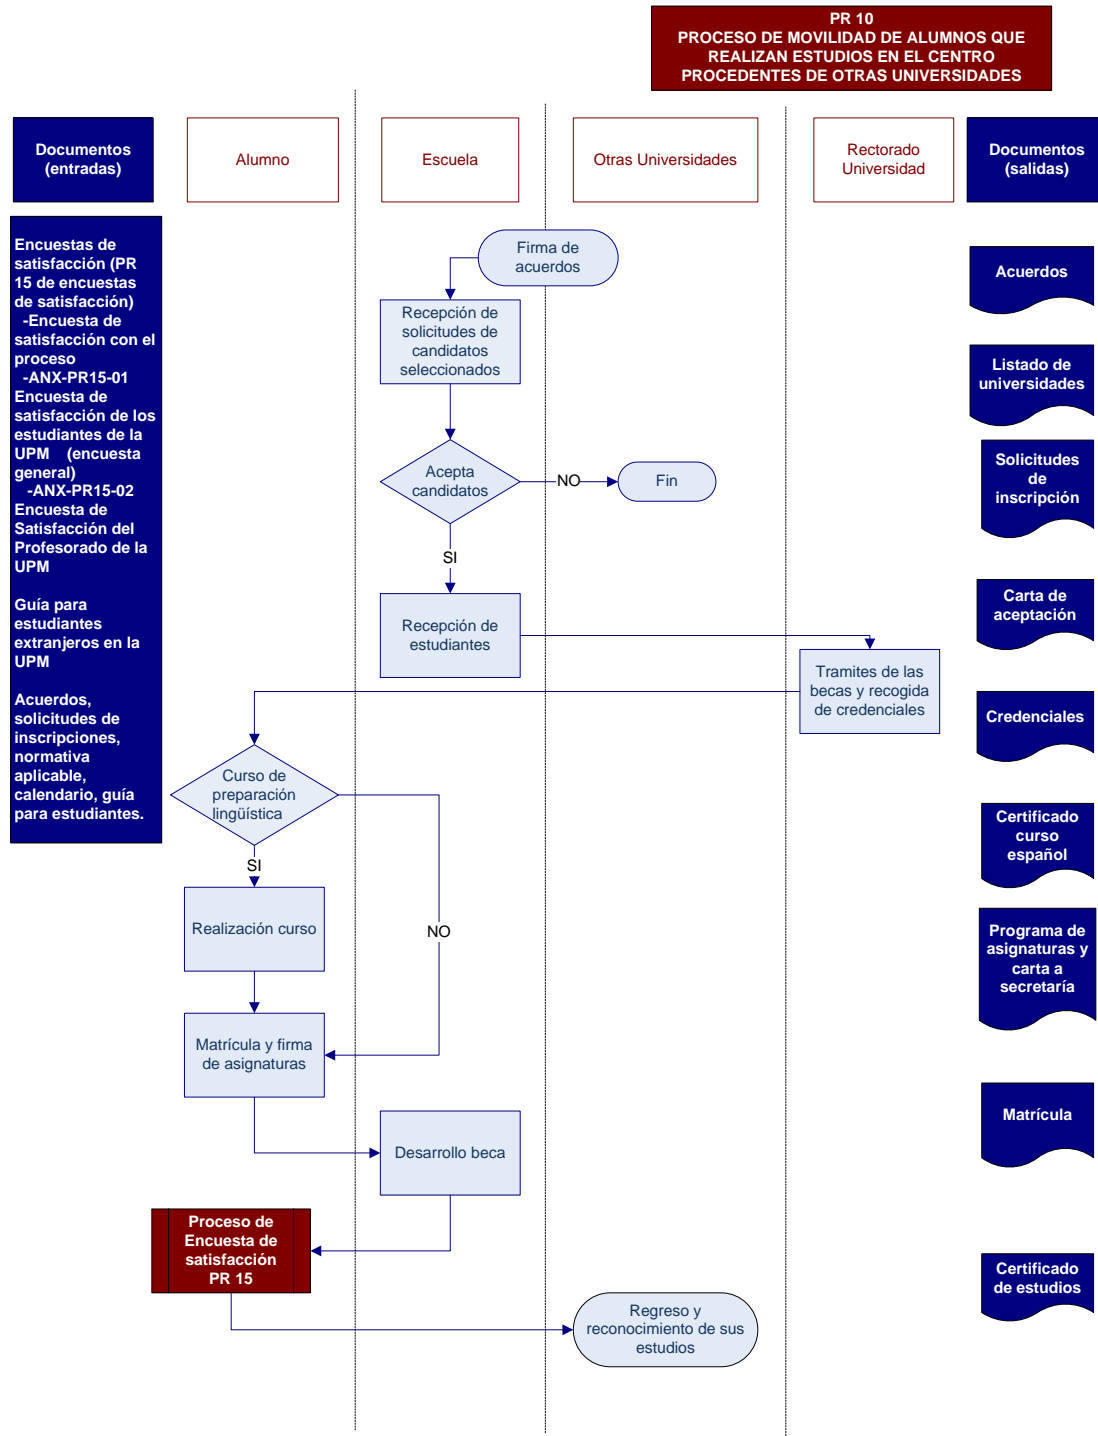 PR 10
PROCESO DE MOVILIDAD DE ALUMNOS QUE
REALIZAN ESTUDIOS EN EL CENTRO
PROCEDENTES DE OTRAS UNIVERSIDADES
Documentos
(entradas)
Alumno
Escuela
Otras Universidades
Rectorado
Universidad
Documentos
(salidas)
Encuestas de
satisfacción (PR
15 de encuestas
de satisfacción)
-Encuesta de
satisfacción con el
proceso
-ANX-PR15-01
Encuesta de
satisfacción de los
estudiantes de la
UPM (encuesta
general)
-ANX-PR15-02
Encuesta de
Satisfacción del
Profesorado de la
UPM
Guía para
estudiantes
extranjeros en la
UPM
Acuerdos,
solicitudes de
inscripciones,
normativa
aplicable,
calendario, guía
para estudiantes.
Firma de
acuerdos
Recepción de
solicitudes de
candidatos
seleccionados
Acepta
candidatos
NO
Fin
SI
Recepción de
estudiantes
Tramites de las
becas y recogida
de credenciales
Curso de
preparación
lingüística
SI
NO
Realización curso
Matrícula y firma
de asignaturas
Desarrollo beca
Proceso de
Encuesta de
satisfacción
PR 15
Regreso y
reconocimiento de sus
estudios
Acuerdos
Listado de
universidades
Solicitudes
de
inscripción
Carta de
aceptación
Credenciales
Certificado
curso
español
Programa de
asignaturas y
carta a
secretaría
Matrícula
Certificado
de estudios